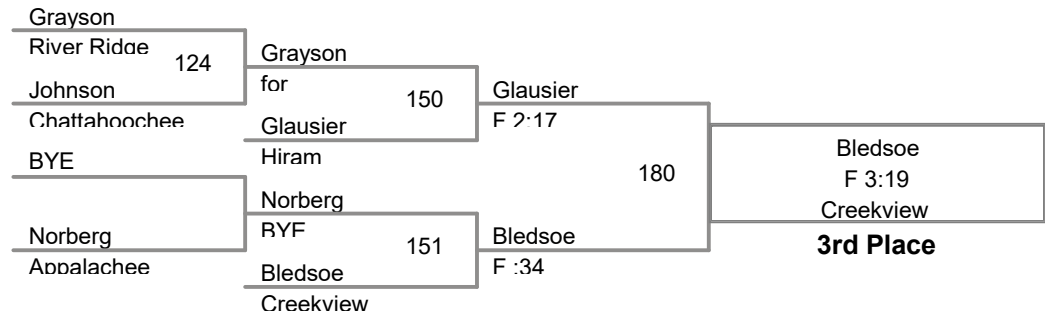 Grayson
River Ridge
124
Johnson
Chattahoochee
BYE
Norberg
Appalachee
Grayson
for
150
Glausier
Hiram
Norberg
BYE
151
Bledsoe
Creekview
Glausier
F 2:17
180
Bledsoe
F :34
Bledsoe
F 3:19
Creekview
3rd Place